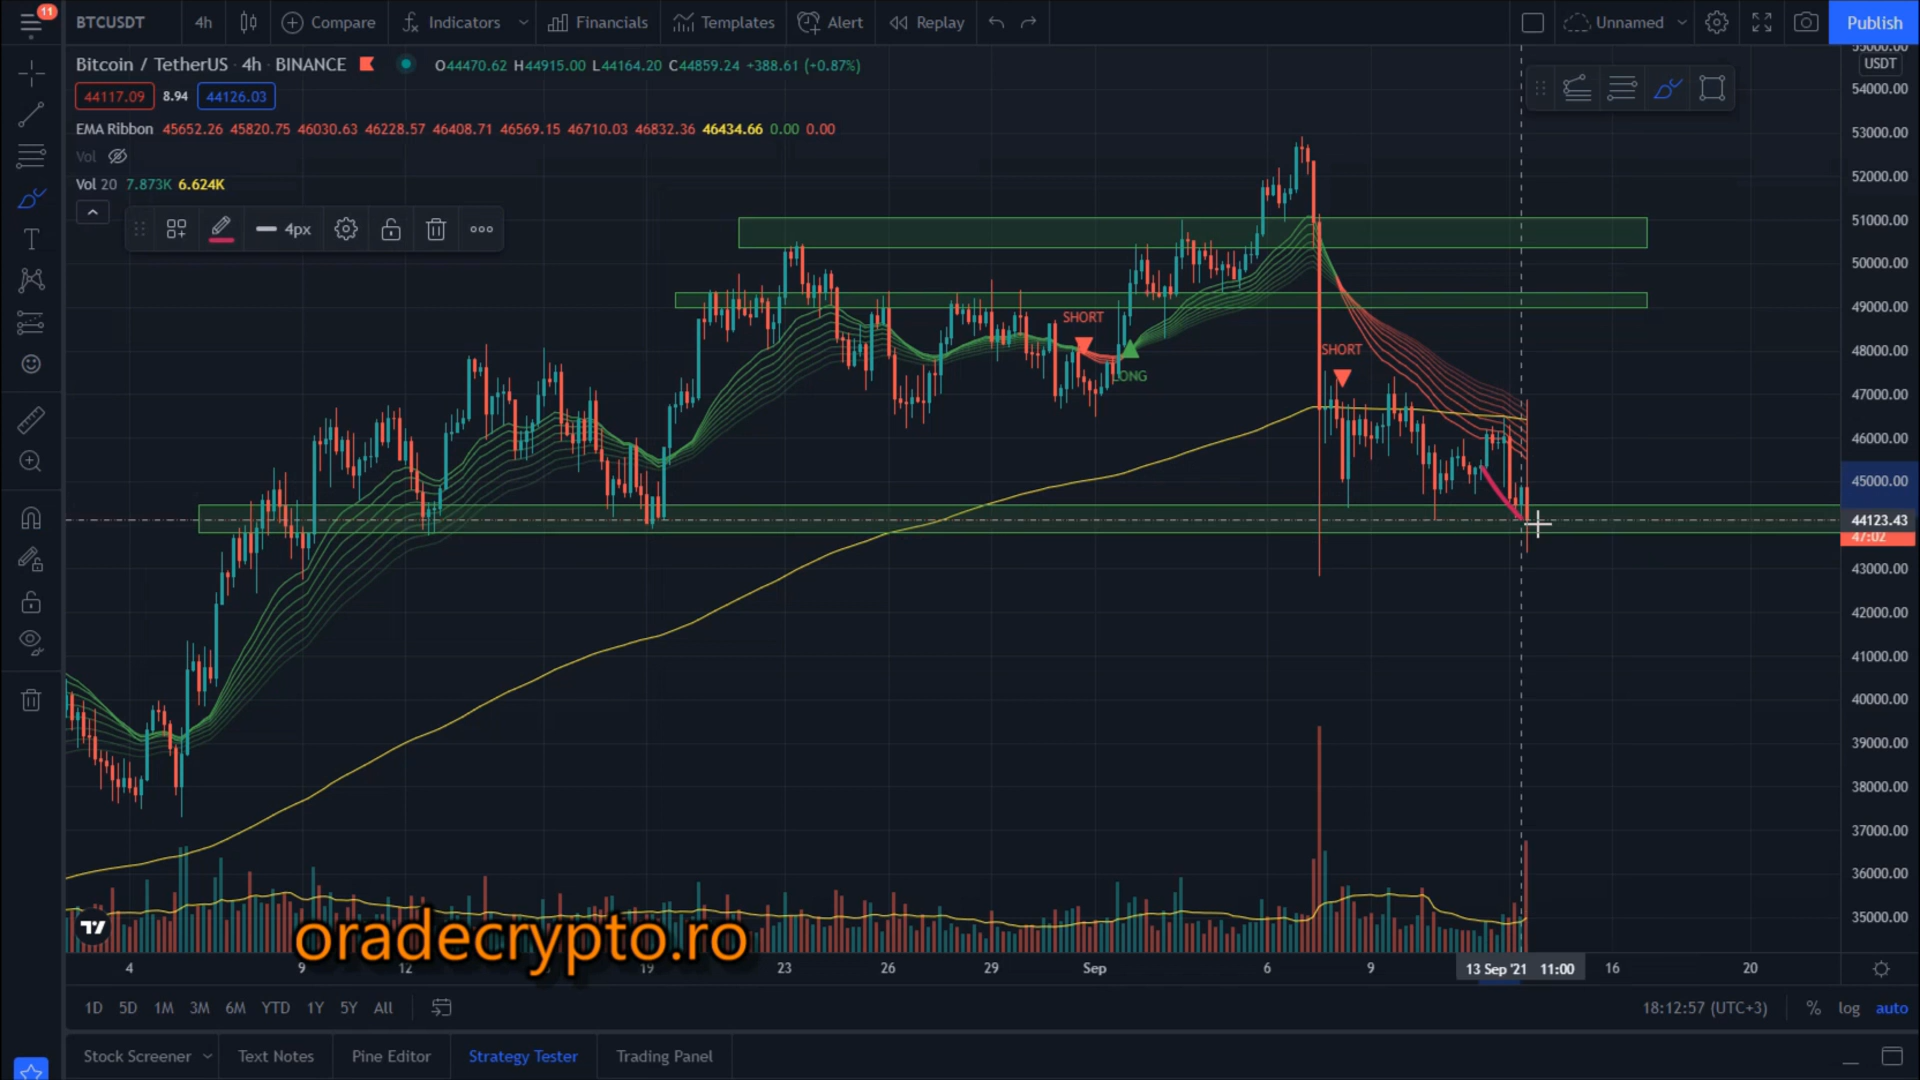 11
BTCUSDT 4h Compare Indicators Financials Templates Alert Replay Unnamed Publish
Bitcoin / TetherUS · 4h · BINANCE O44470.62 H44915.00 L44164.20 C44859.24 +388.61 (+0.87%)
44117.09 8.94 44126.03
EMA Ribbon 45652.26 45820.75 46030.63 46228.57 46408.71 46569.15 46710.03 46832.36 46434.66 0.00 0.00
Vol
Vol 20 7.873K 6.624K
4px
SHORT
LONG
SHORT
55000.00
USDT
54000.00
53000.00
52000.00
51000.00
50000.00
49000.00
48000.00
47000.00
46000.00
45000.00
44123.43
47:02
43000.00
42000.00
41000.00
40000.00
39000.00
38000.00
37000.00
36000.00
35000.00
oradecrypto.ro
4 9 12 19 23 26 29 Sep 6 9 13 Sep '21 11:00 16 20
1D 5D 1M 3M 6M YTD 1Y 5Y All 18:12:57 (UTC+3) % log auto
Stock Screener Text Notes Pine Editor Strategy Tester Trading Panel